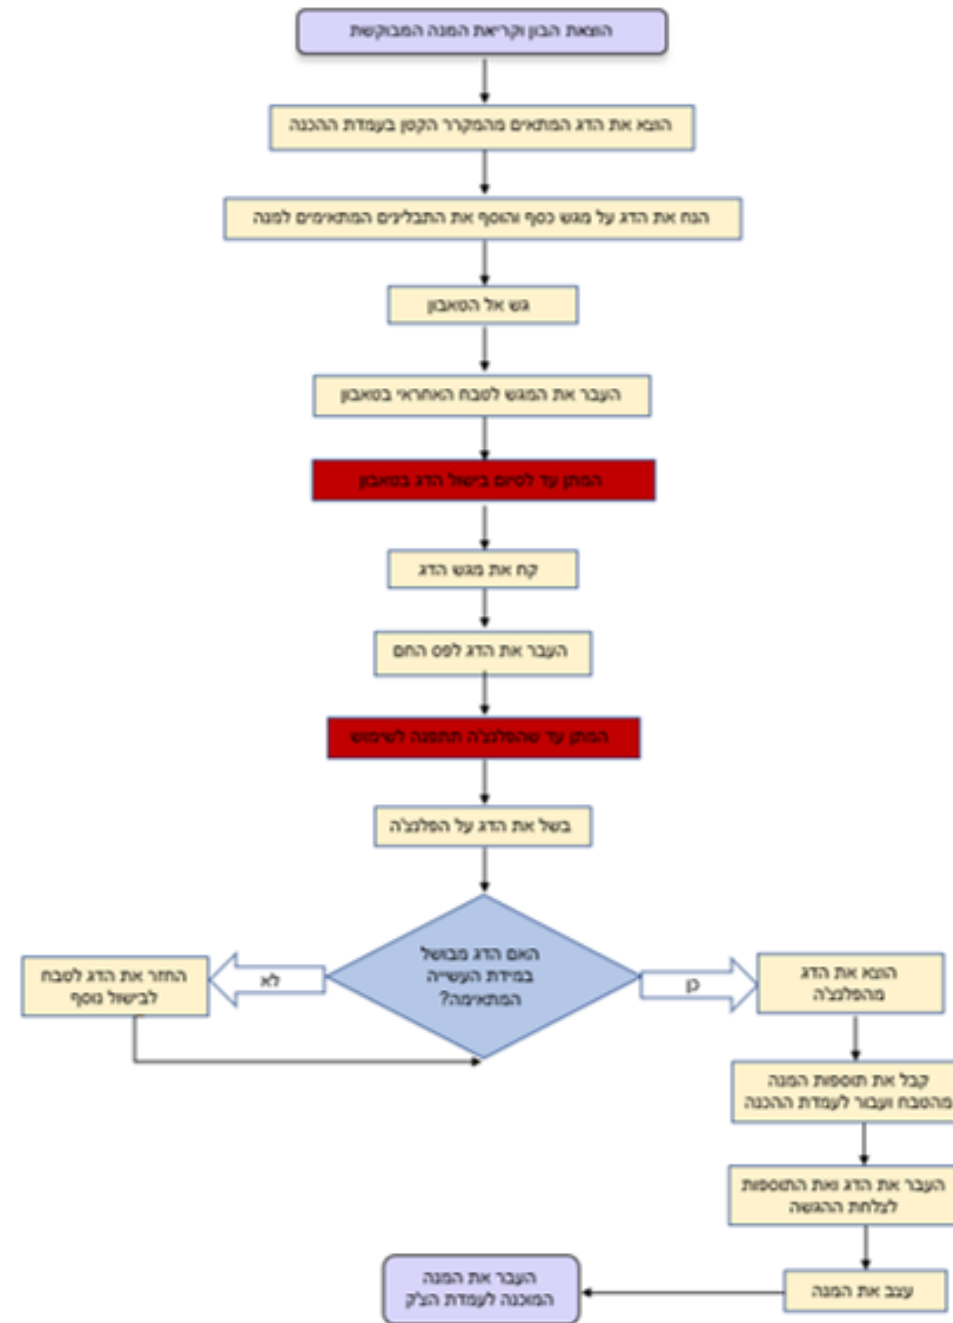 הוצאת הבון וקריאת המנה המבוקשת
הוצא את הדג המתאים מהמקרר הקטן בעמדת ההכנה
הנח את הדג על מגש כסף והוסף את התבלינים המתאימים למנה
גש אל הטאבון
העבר את המגש לטבח האחראי בטאבון
המתן עד לסיום בישול הדג בטאבון
קח את מגש הדג
העבר את הדג לפס החם
המתן עד שהפלנצ'ה תתפנה לשימוש
בשל את הדג על הפלנצ'ה
האם הדג מבושל
במידת העשייה
המתאימה?
כן
הוצא את הדג
מהפלנצ'ה
לא
החזר את הדג לטבח
לבישול נוסף
קבל את תוספות המנה
מהטבח ועבור לעמדת ההכנה
העבר את הדג ואת התוספות
לצלחת ההגשה
עצב את המנה
העבר את המנה
המוכנה לעמדת הצ'ק